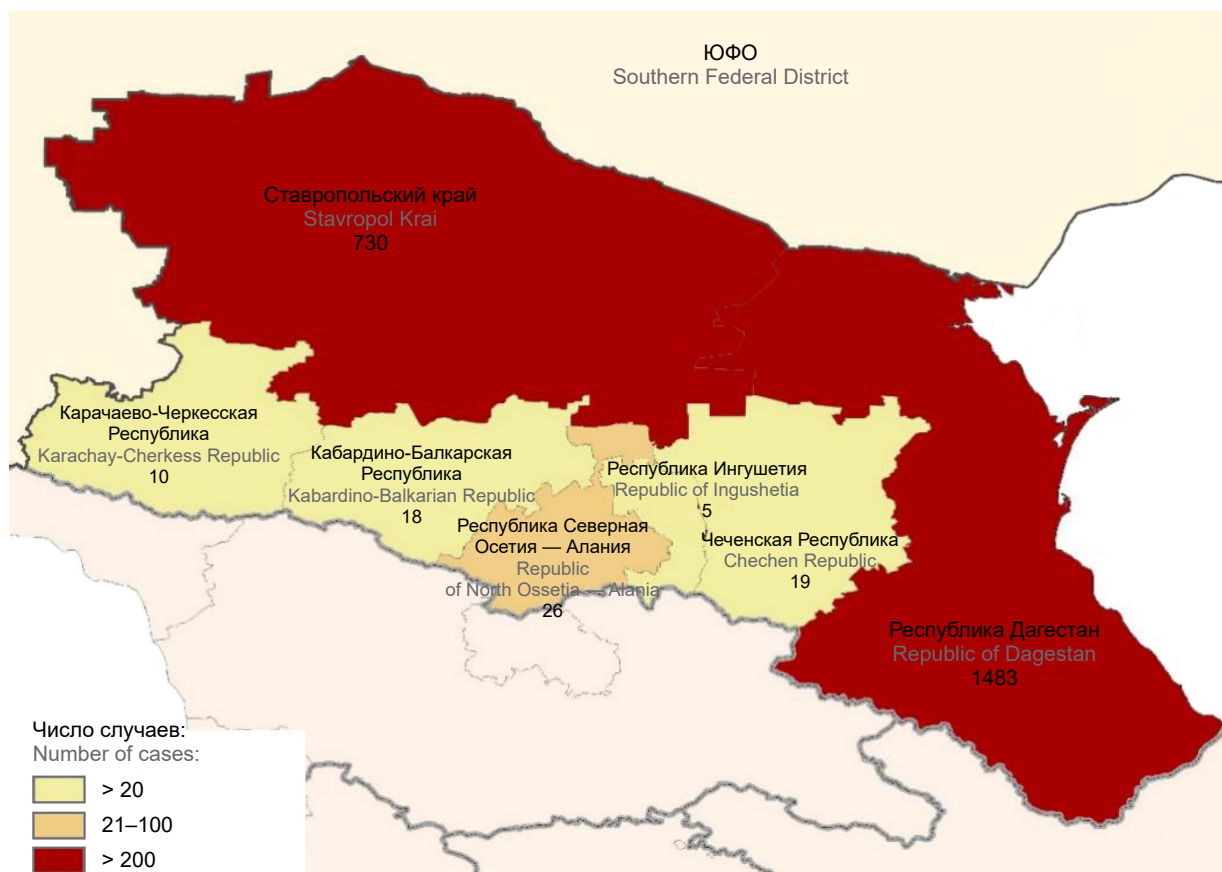 ЮФО
Southern Federal District
Ставропольский край
Stavropol Krai
730
Карачаево-Черкесская
Республика
Karachay-Cherkess Republic
10
Кабардино-Балкарская
Республика
Kabardino-Balkarian Republic
18
Республика Ингушетия
Republic of Ingushetia
5
Республика Северная
Осетия — Алания
Republic
of North Ossetia — Alania
26
Чеченская Республика
Chechen Republic
19
Республика Дагестан
Republic of Dagestan
1483
Число случаев:
Number of cases:
> 20
21–100
> 200